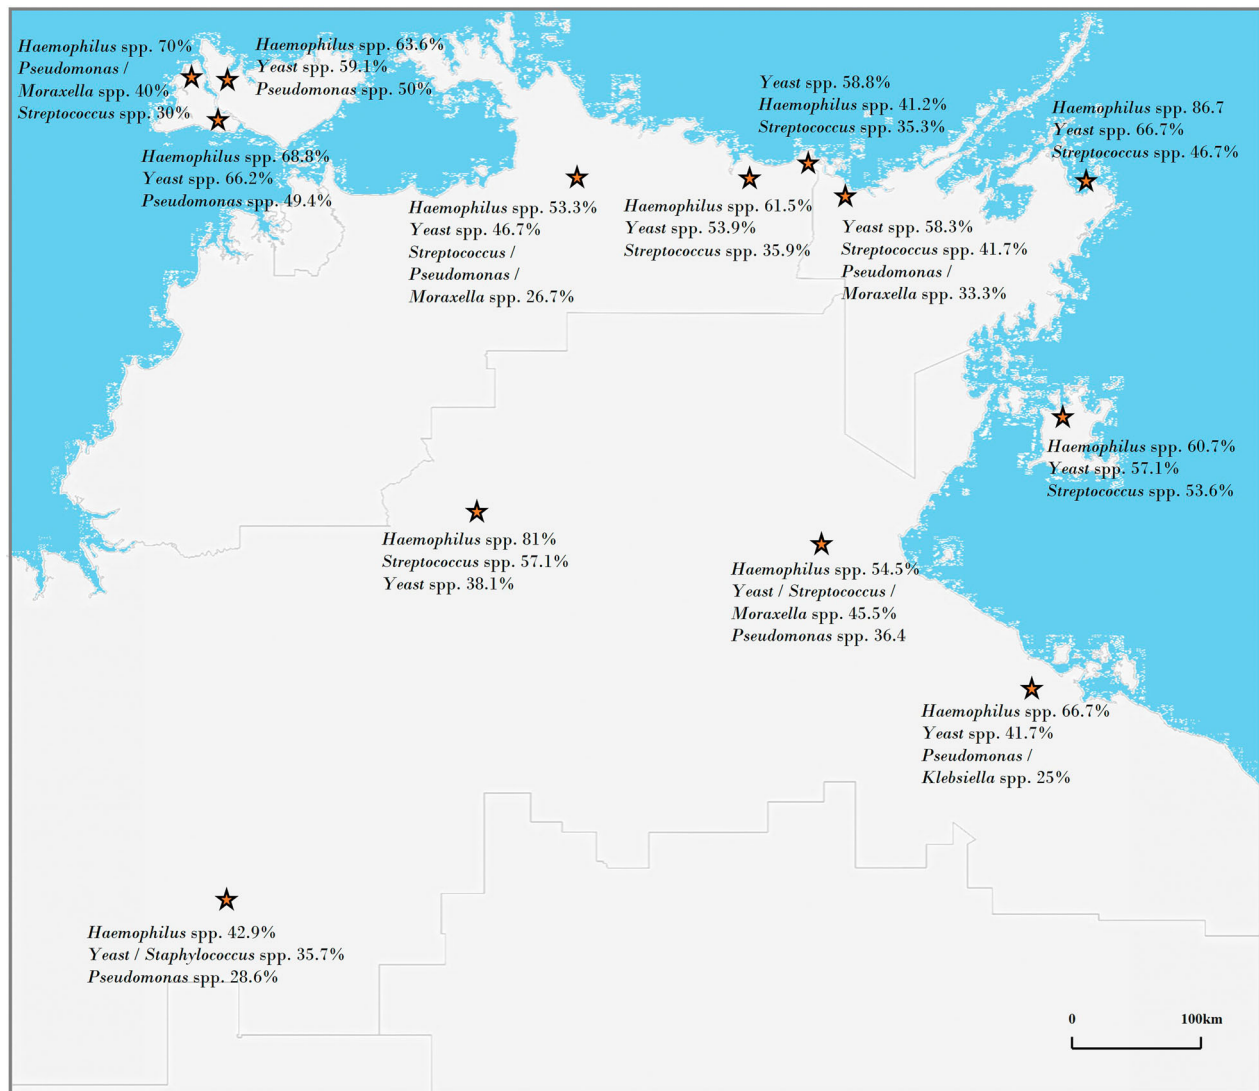 Haemophilus spp. 70%
Pseudomonas /
Moraxella spp. 40%
Streptococcus spp. 30%
Haemophilus spp. 63.6%
Yeast spp. 59.1%
Pseudomonas spp. 50%
Haemophilus spp. 68.8%
Yeast spp. 66.2%
Pseudomonas spp. 49.4%
Haemophilus spp. 53.3%
Yeast spp. 46.7%
Streptococcus /
Pseudomonas /
Moraxella spp. 26.7%
Haemophilus spp. 61.5%
Yeast spp. 53.9%
Streptococcus spp. 35.9%
Yeast spp. 58.8%
Haemophilus spp. 41.2%
Streptococcus spp. 35.3%
Yeast spp. 58.3%
Streptococcus spp. 41.7%
Pseudomonas /
Moraxella spp. 33.3%
Haemophilus spp. 86.7
Yeast spp. 66.7%
Streptococcus spp. 46.7%
Haemophilus spp. 60.7%
Yeast spp. 57.1%
Streptococcus spp. 53.6%
Haemophilus spp. 81%
Streptococcus spp. 57.1%
Yeast spp. 38.1%
Haemophilus spp. 54.5%
Yeast / Streptococcus /
Moraxella spp. 45.5%
Pseudomonas spp. 36.4
Haemophilus spp. 66.7%
Yeast spp. 41.7%
Pseudomonas /
Klebsiella spp. 25%
Haemophilus spp. 42.9%
Yeast / Staphylococcus spp. 35.7%
Pseudomonas spp. 28.6%
0 100km